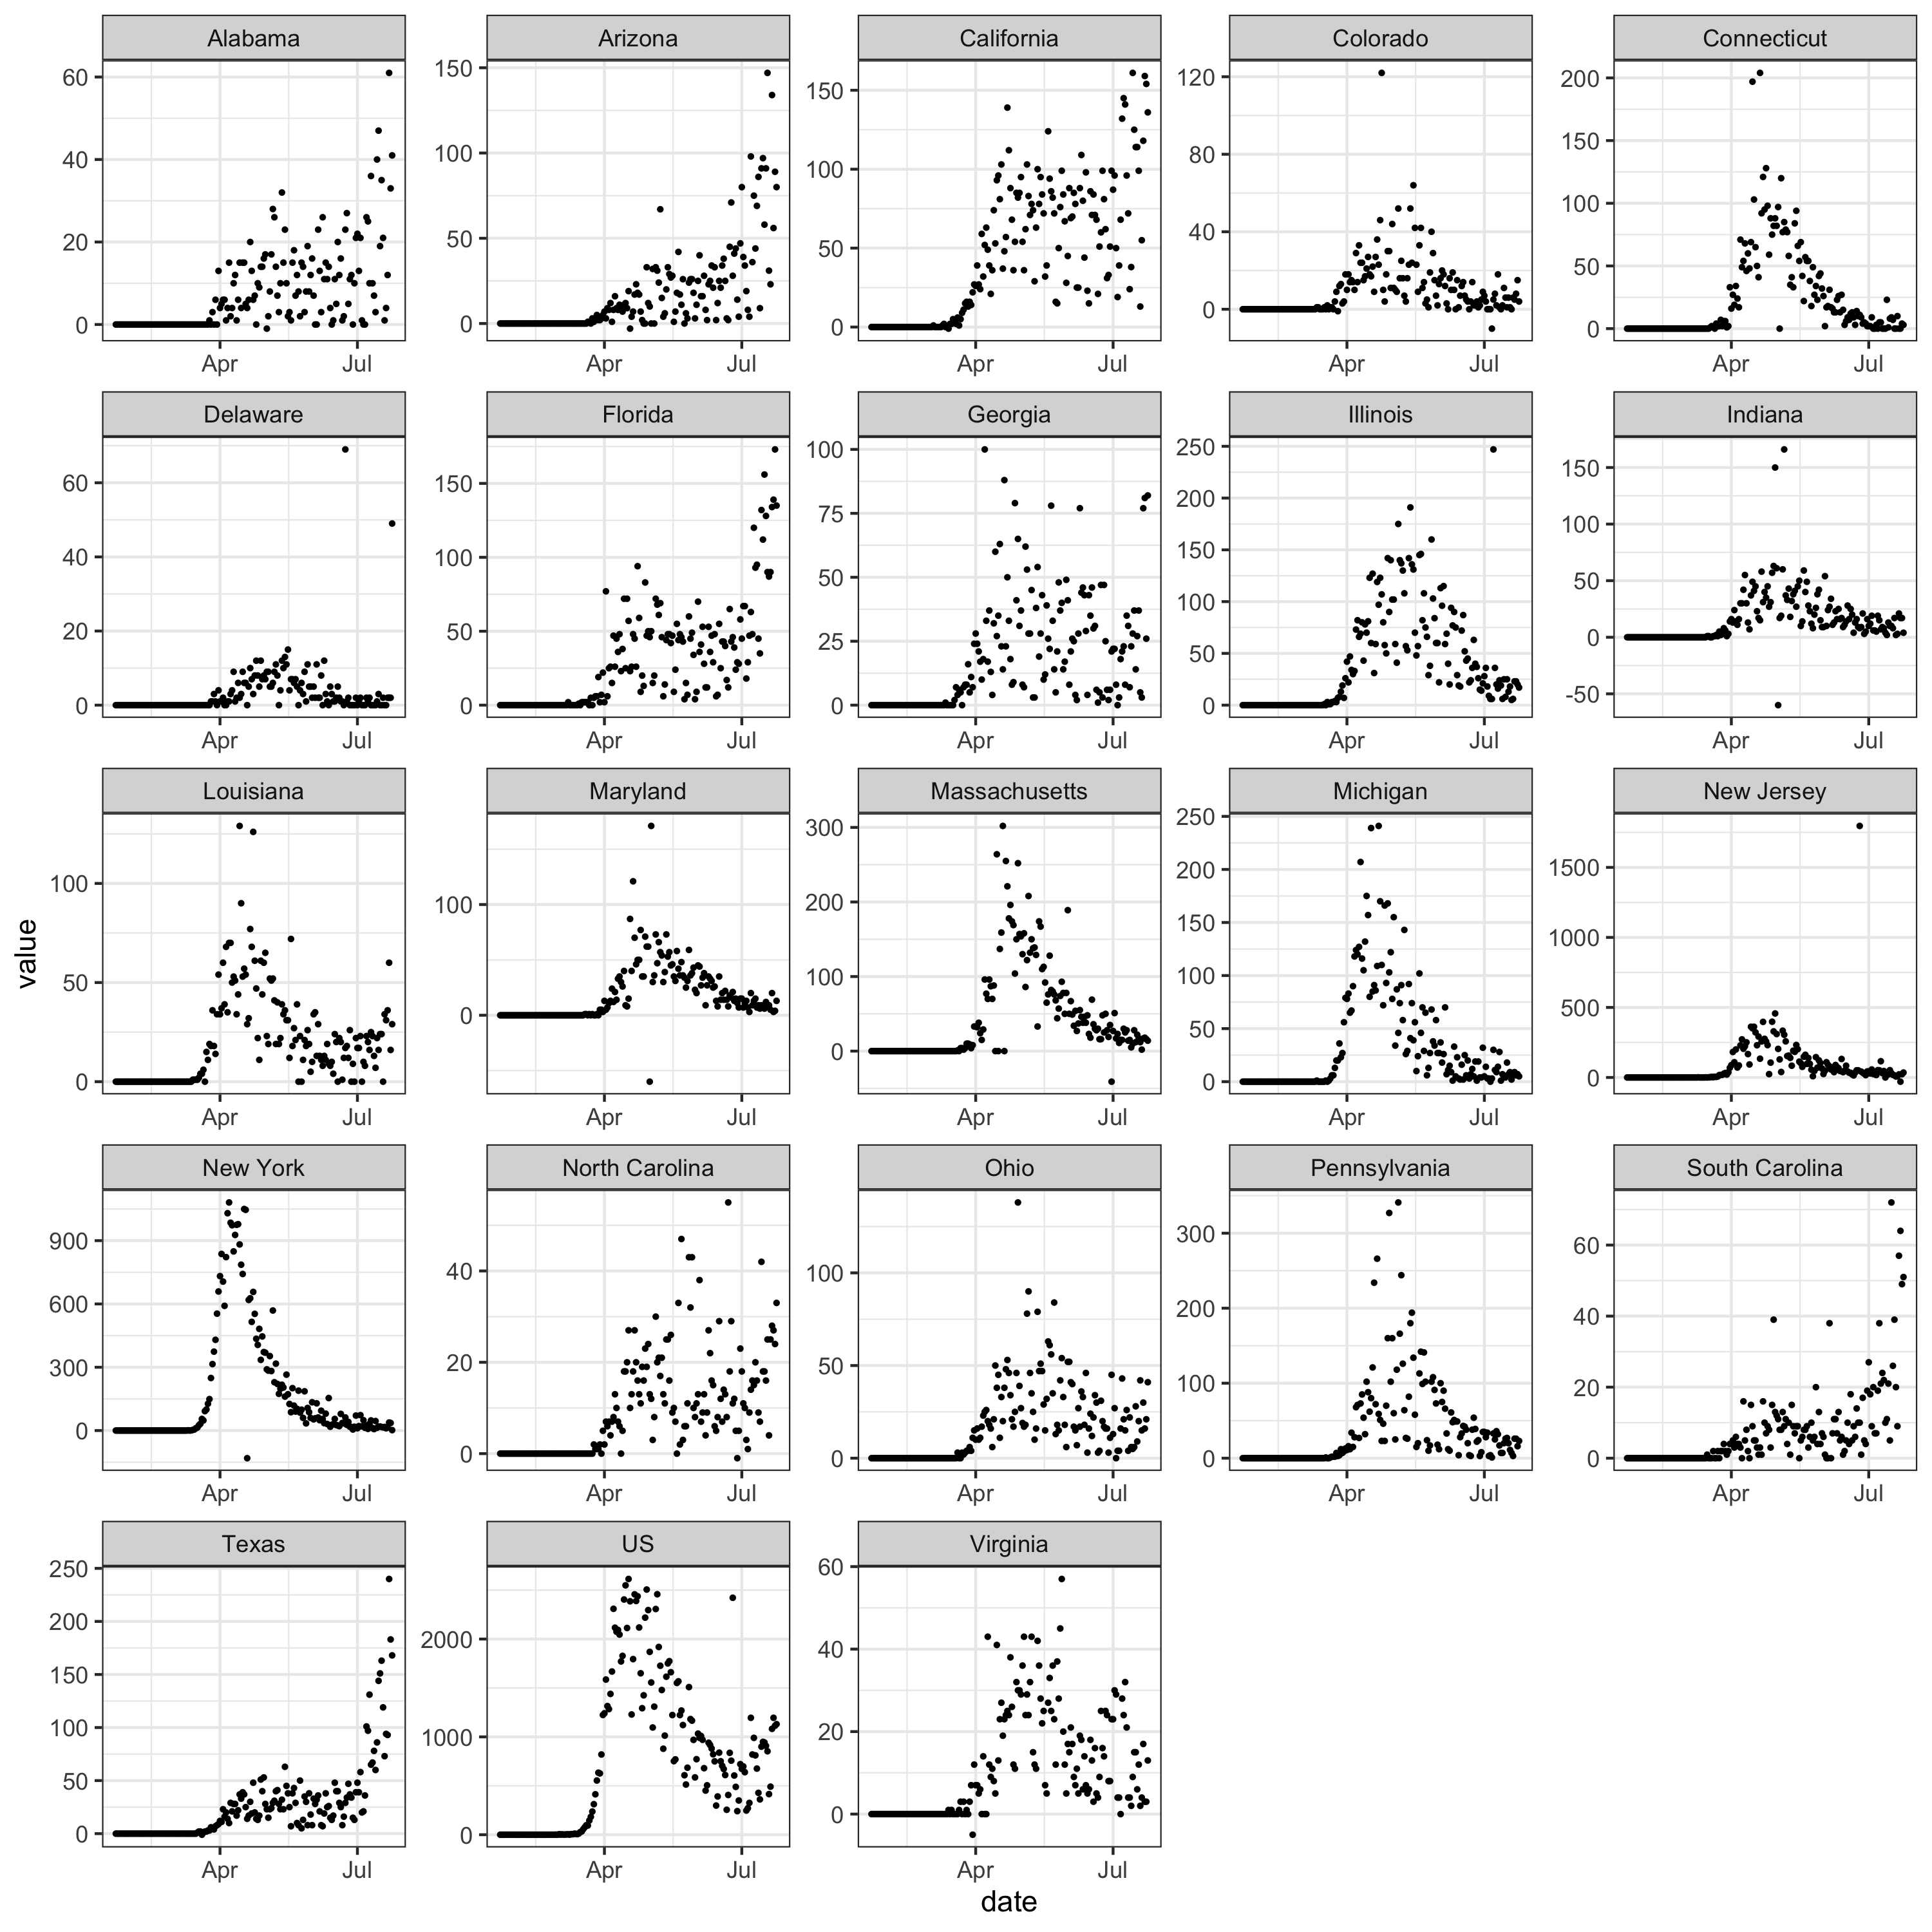 Alabama Arizona California Colorado Connecticut
60 40 20 0 150 100 50 0 150 100 50 0 120 80 40 0 200 150 100 50 0
Apr Jul Apr Jul Apr Jul Apr Jul Apr Jul
Delaware Florida Georgia Illinois Indiana
60 40 20 0 150 100 50 0 100 75 50 25 0 250 200 150 100 50 0 150 100 50 0 −50
Apr Jul Apr Jul Apr Jul Apr Jul Apr Jul
Louisiana Maryland Massachusetts Michigan New Jersey
value
100 50 0 100 0 300 200 100 0 250 200 150 100 50 0 1500 1000 500 0
Apr Jul Apr Jul Apr Jul Apr Jul Apr Jul
New York North Carolina Ohio Pennsylvania South Carolina
900 600 300 0 40 20 0 100 50 0 300 200 100 0 60 40 20 0
Apr Jul Apr Jul Apr Jul Apr Jul Apr Jul
Texas US Virginia
250 200 150 100 50 0 2000 1000 0 60 40 20 0
Apr Jul Apr Jul Apr Jul
date